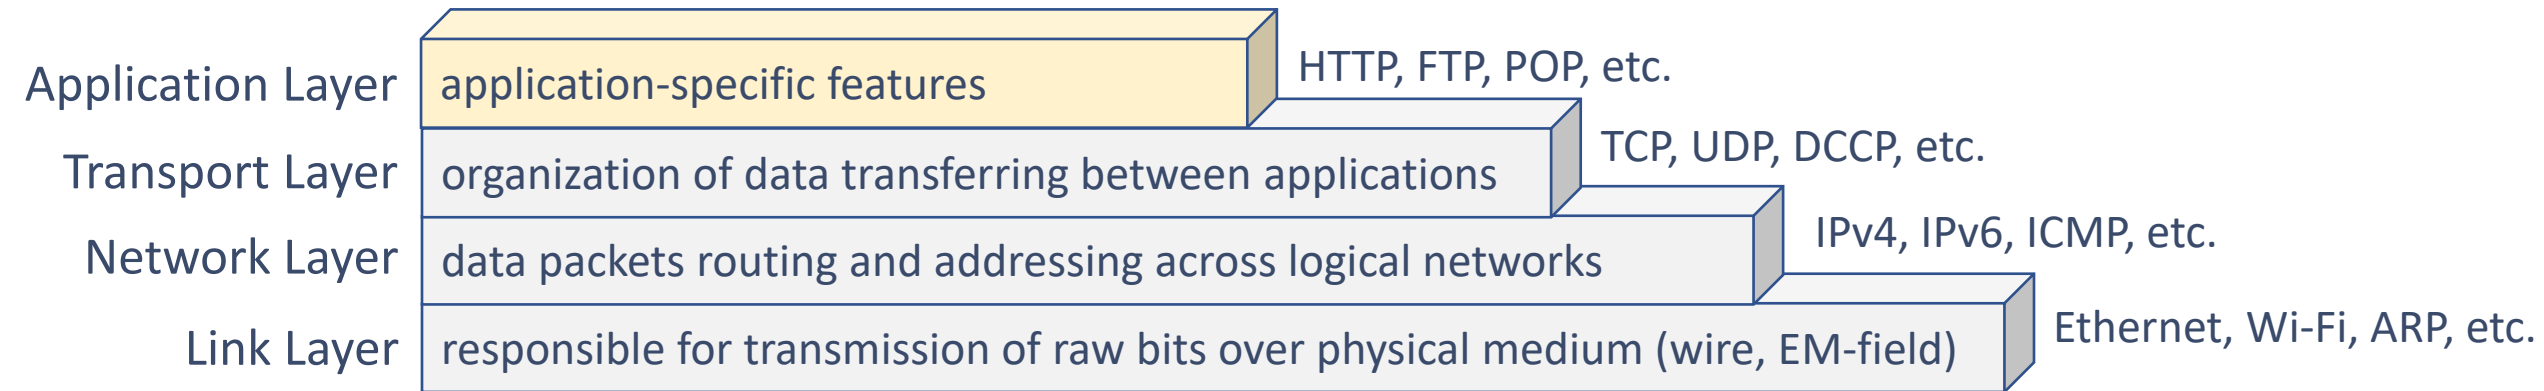 Application Layer
application-specific features
HTTP, FTP, POP, etc.
Transport Layer
organization of data transferring between applications
TCP, UDP, DCCP, etc.
Network Layer
data packets routing and addressing across logical networks
IPv4, IPv6, ICMP, etc.
Link Layer
responsible for transmission of raw bits over physical medium (wire, EM-field)
Ethernet, Wi-Fi, ARP, etc.